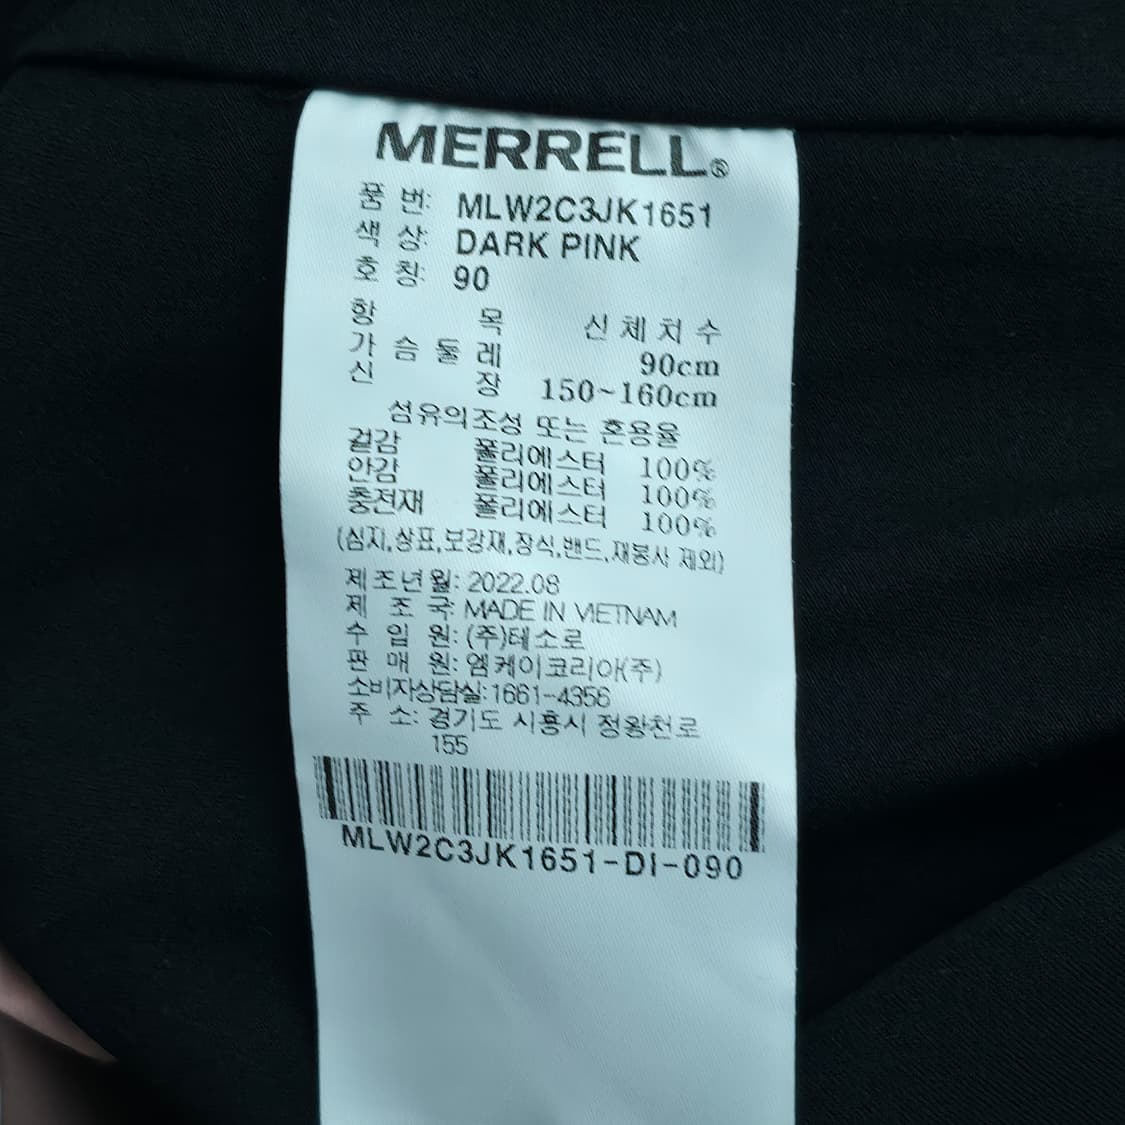 MERRELL®
품 번: MLW2C3JK1651
색 상: DARK PINK
호 칭: 90
항 목 신체치수
가슴둘레 90cm
신 장 150~160cm
섬유의조성 또는 혼용율
겉감 폴리에스터 100%
안감 폴리에스터 100%
충전재 폴리에스터 100%
(심지,상표,보강재,장식,밴드,재봉사 제외)
제조년월: 2022.08
제 조 국: MADE IN VIETNAM
수 입 원: (주)테소로
판 매 원: 엠케이코리아(주)
소비자상담실: 1661-4356
주 소: 경기도 시흥시 정왕천로
155
MLW2C3JK1651-DI-090